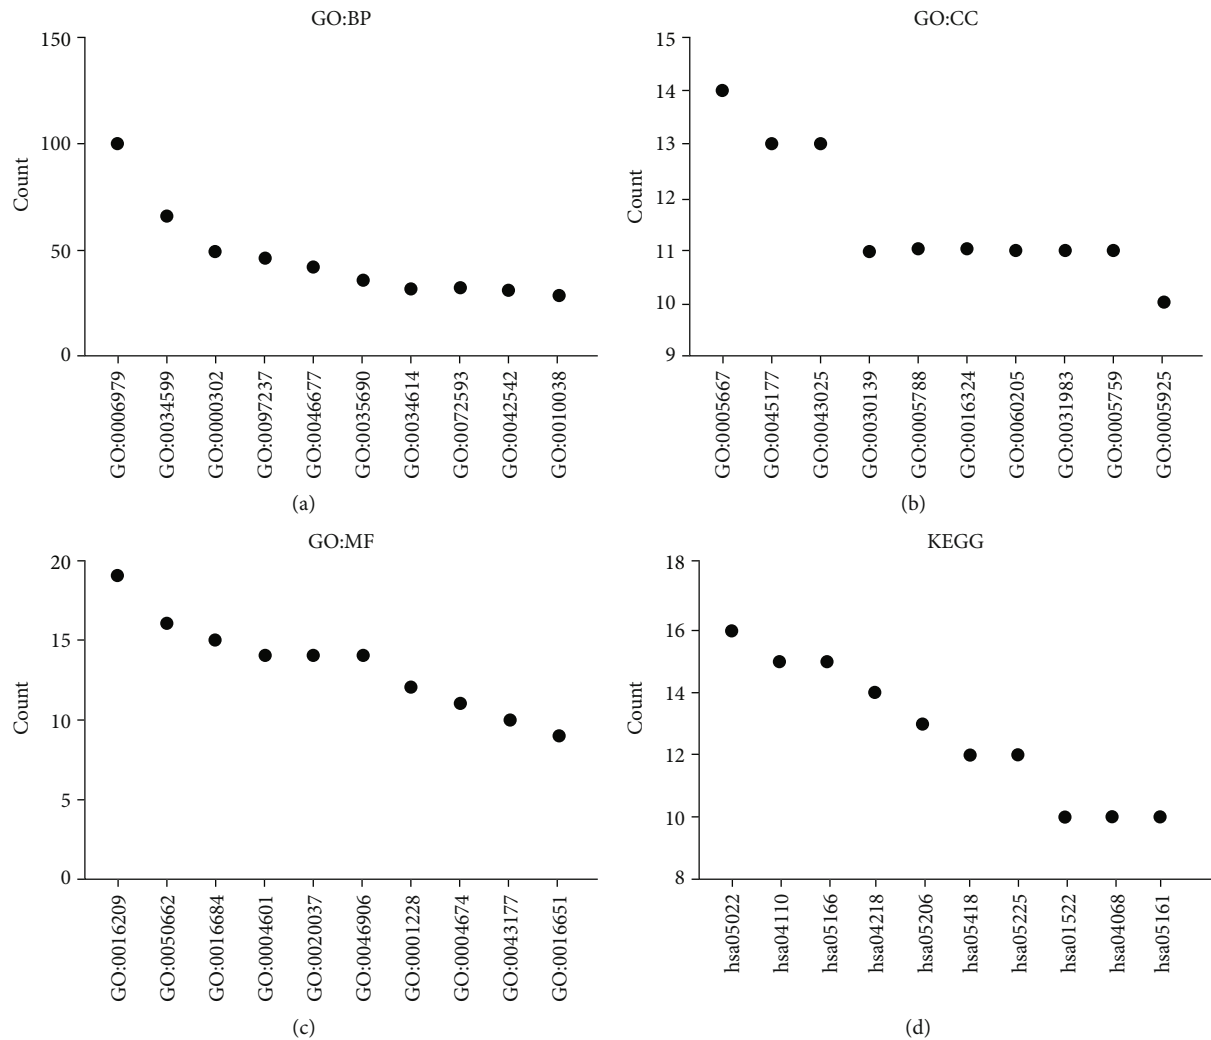 GO:BP
150
100
50
0
Count
GO:0006979
GO:0034599
GO:0000302
GO:0097237
GO:0046677
GO:0035690
GO:0034614
GO:0072593
GO:0042542
GO:0010038
(a)
GO:CC
15
14
13
12
11
10
9
Count
GO:0005667
GO:0045177
GO:0043025
GO:0030139
GO:0005788
GO:0016324
GO:0060205
GO:0031983
GO:0005759
GO:0005925
(b)
GO:MF
20
15
10
5
0
Count
GO:0016209
GO:0050662
GO:0016684
GO:0004601
GO:0020037
GO:0046906
GO:0001228
GO:0004674
GO:0043177
GO:0016651
(c)
KEGG
18
16
14
12
10
8
Count
hsa05022
hsa04110
hsa05166
hsa04218
hsa05206
hsa05418
hsa05225
hsa01522
hsa04068
hsa05161
(d)